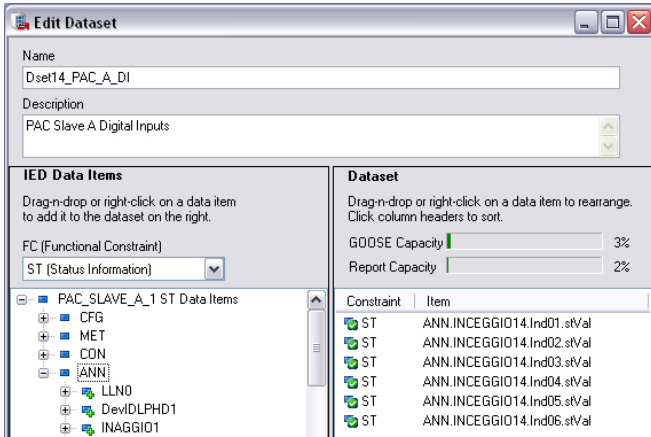 Edit Dataset
Name
Dset14_PAC_A_DI
Description
PAC Slave A Digital Inputs
IED Data Items
Drag-n-drop or right-click on a data item
to add it to the dataset on the right.
FC (Functional Constraint)
ST (Status Information)
PAC_SLAVE_A_1 ST Data Items
CFG
MET
CON
ANN
LLN0
DevIDLPHD1
INAGGIO1
Dataset
Drag-n-drop or right-click on a data item to rearrange.
Click column headers to sort.
GOOSE Capacity 3%
Report Capacity 2%
Constraint Item
ST ANN.INCEGGIO14.Ind01.stVal
ST ANN.INCEGGIO14.Ind02.stVal
ST ANN.INCEGGIO14.Ind03.stVal
ST ANN.INCEGGIO14.Ind04.stVal
ST ANN.INCEGGIO14.Ind05.stVal
ST ANN.INCEGGIO14.Ind06.stVal